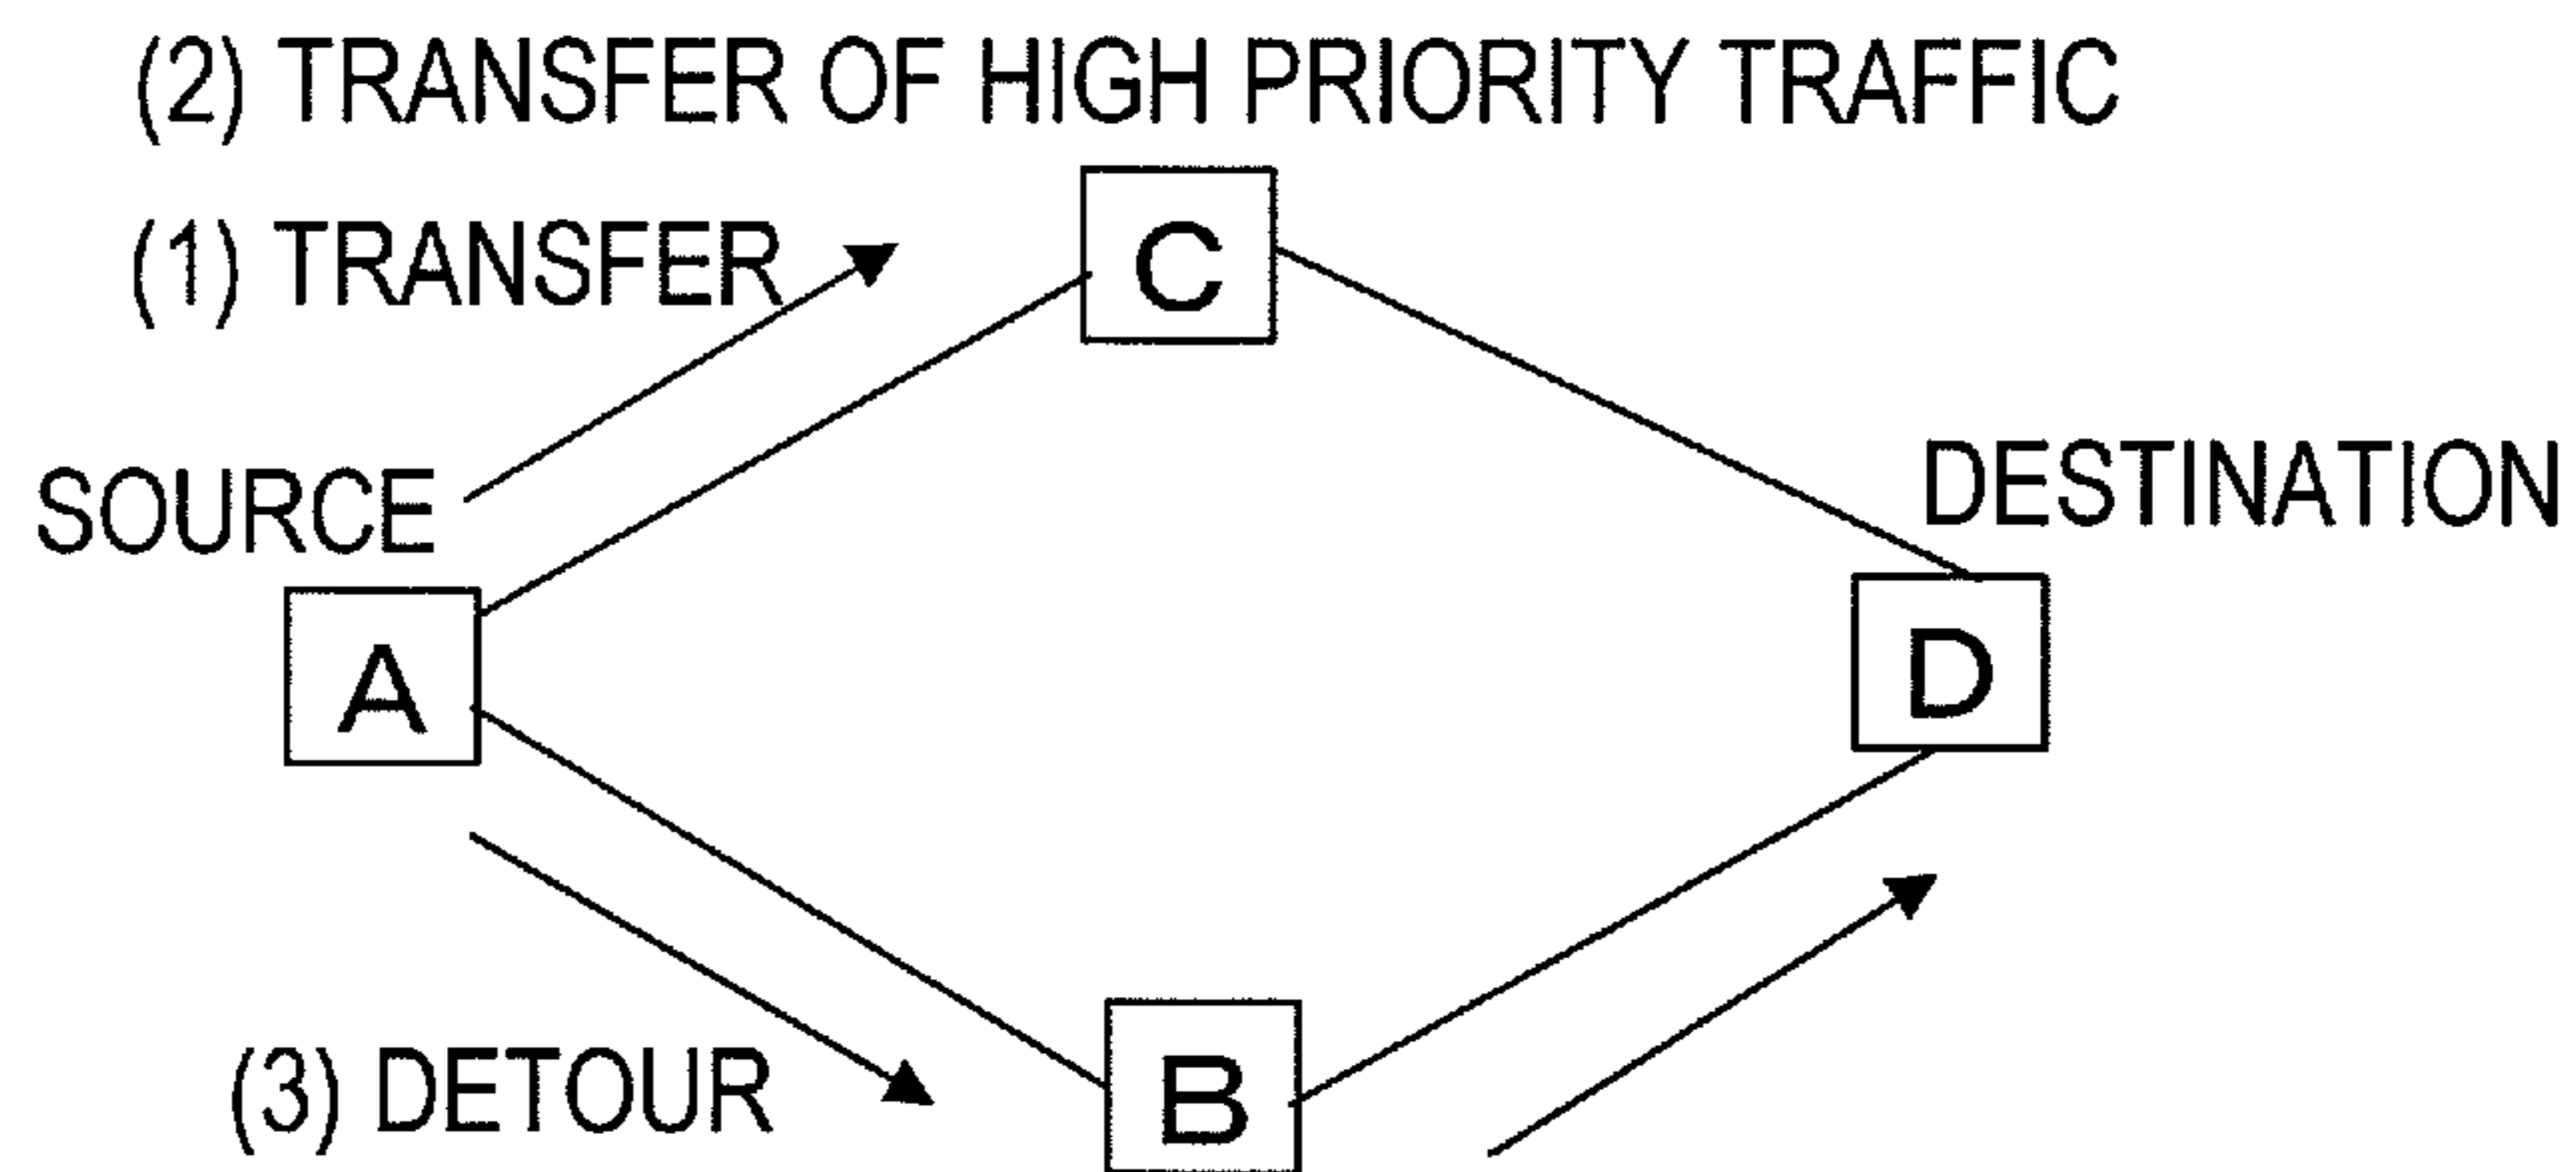 (2) TRANSFER OF HIGH PRIORITY TRAFFIC
(1) TRANSFER
C
SOURCE
DESTINATION
A
D
(3) DETOUR
B